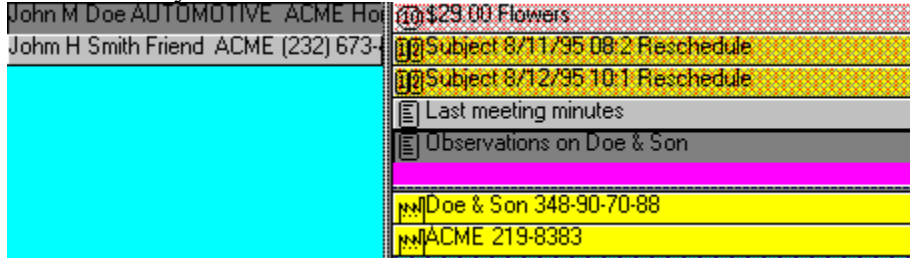 John M Doe AUTOMOTIVE ACME Ho
Johm H Smith Friend ACME (232) 673-
$29.00 Flowers
Subject 8/11/95 08:2 Reschedule
Subject 8/12/95 10:1 Reschedule
Last meeting minutes
Observations on Doe & Son
Doe & Son 348-90-70-88
ACME 219-8383